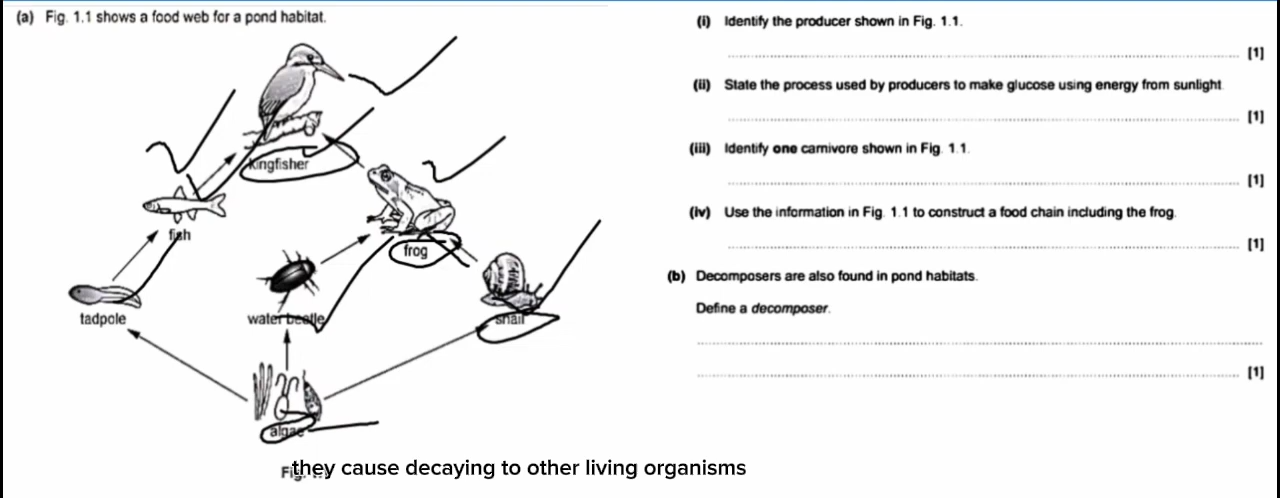 (a) Fig. 1.1 shows a food web for a pond habitat.
kingfisher
fish
frog
tadpole
water beetle
snail
algae
they cause decaying to other living organisms
(i) Identify the producer shown in Fig. 1.1.
[1]
(ii) State the process used by producers to make glucose using energy from sunlight.
[1]
(iii) Identify one carnivore shown in Fig. 1.1.
[1]
(iv) Use the information in Fig. 1.1 to construct a food chain including the frog.
[1]
(b) Decomposers are also found in pond habitats.
Define a decomposer.
[1]